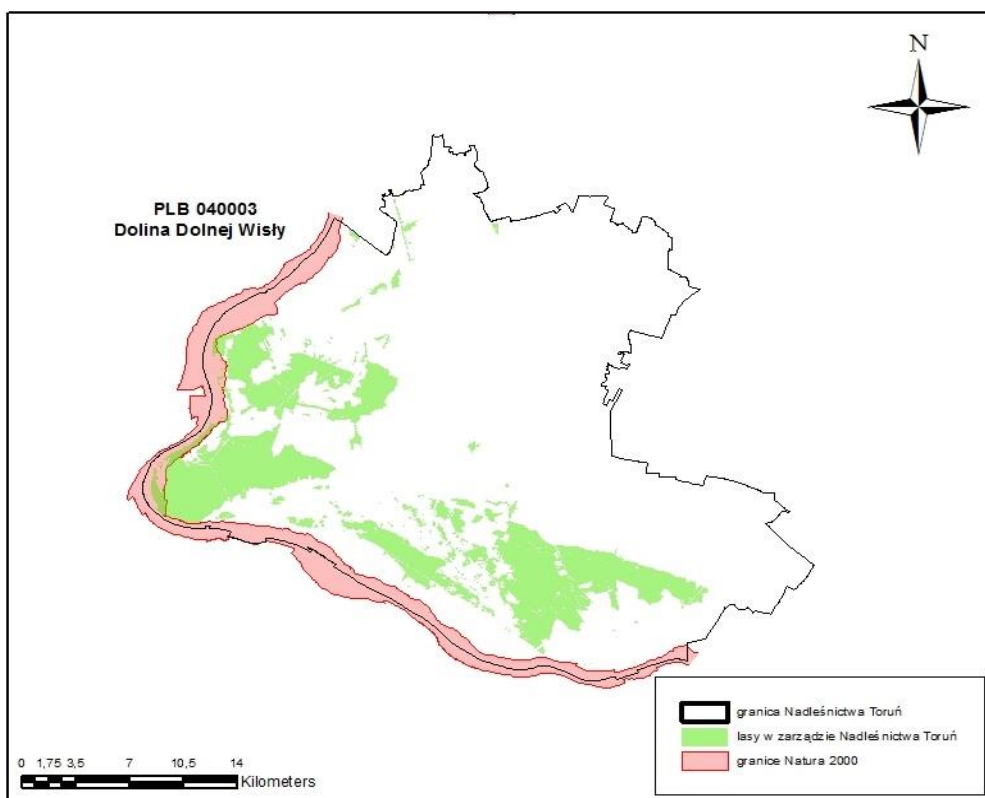 N
PLB 040003
Dolina Dolnej Wisły
granica Nadleśnictwa Toruń
lasy w zarządzie Nadleśnictwa Toruń
granice Natura 2000
0 1,75 3,5 7 10,5 14
Kilometers